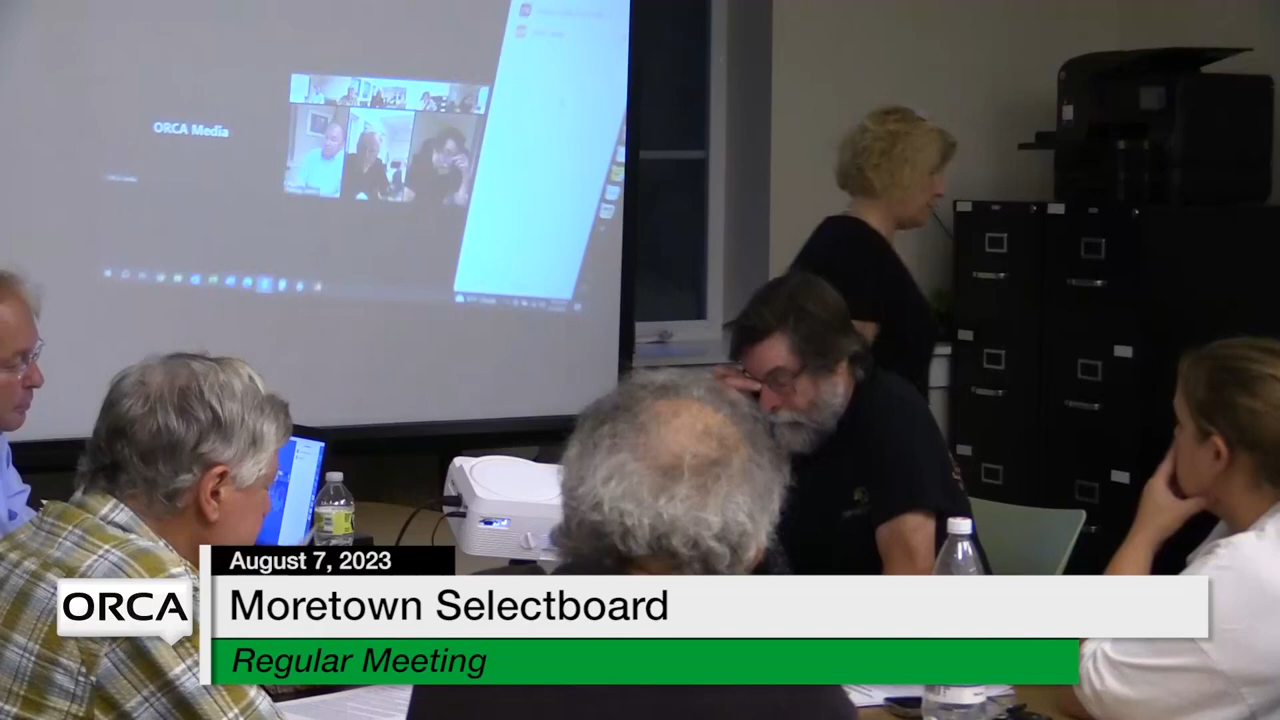 ORCA Media
August 7, 2023
ORCA
Moretown Selectboard
Regular Meeting